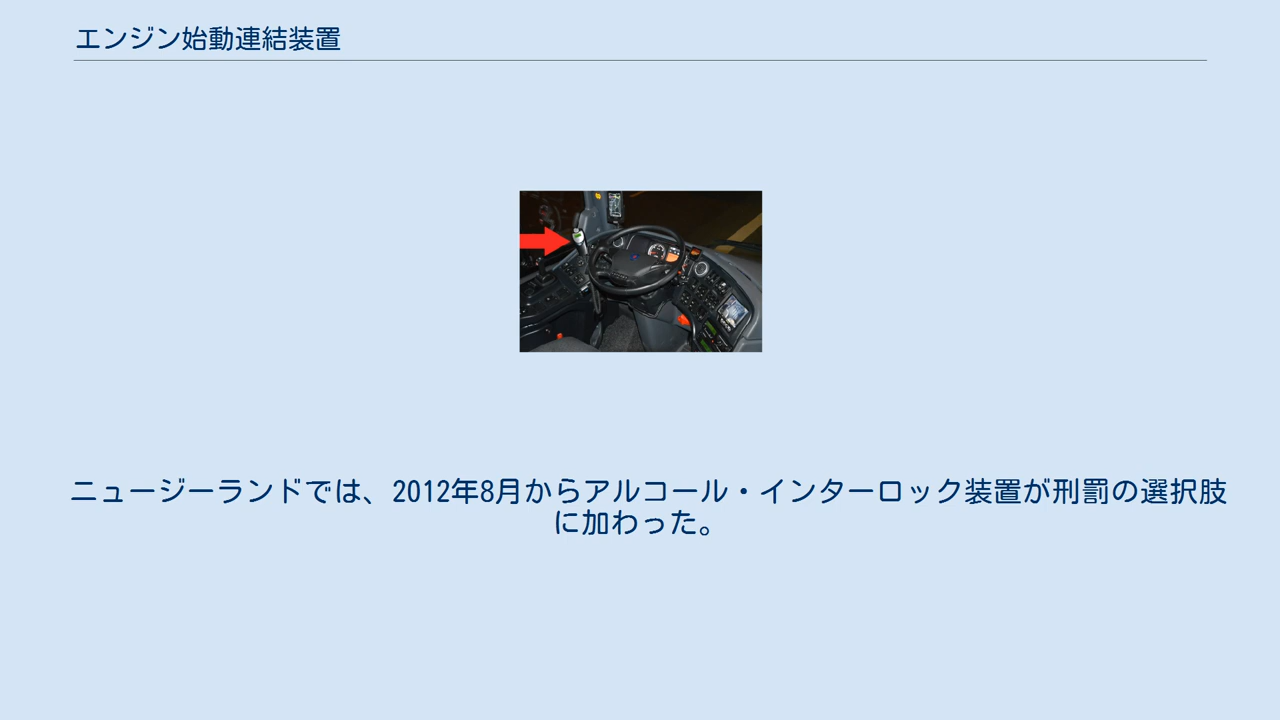 エンジン始動連結装置
ニュージーランドでは、2012年8月からアルコール・インターロック装置が刑罰の選択肢
に加わった。